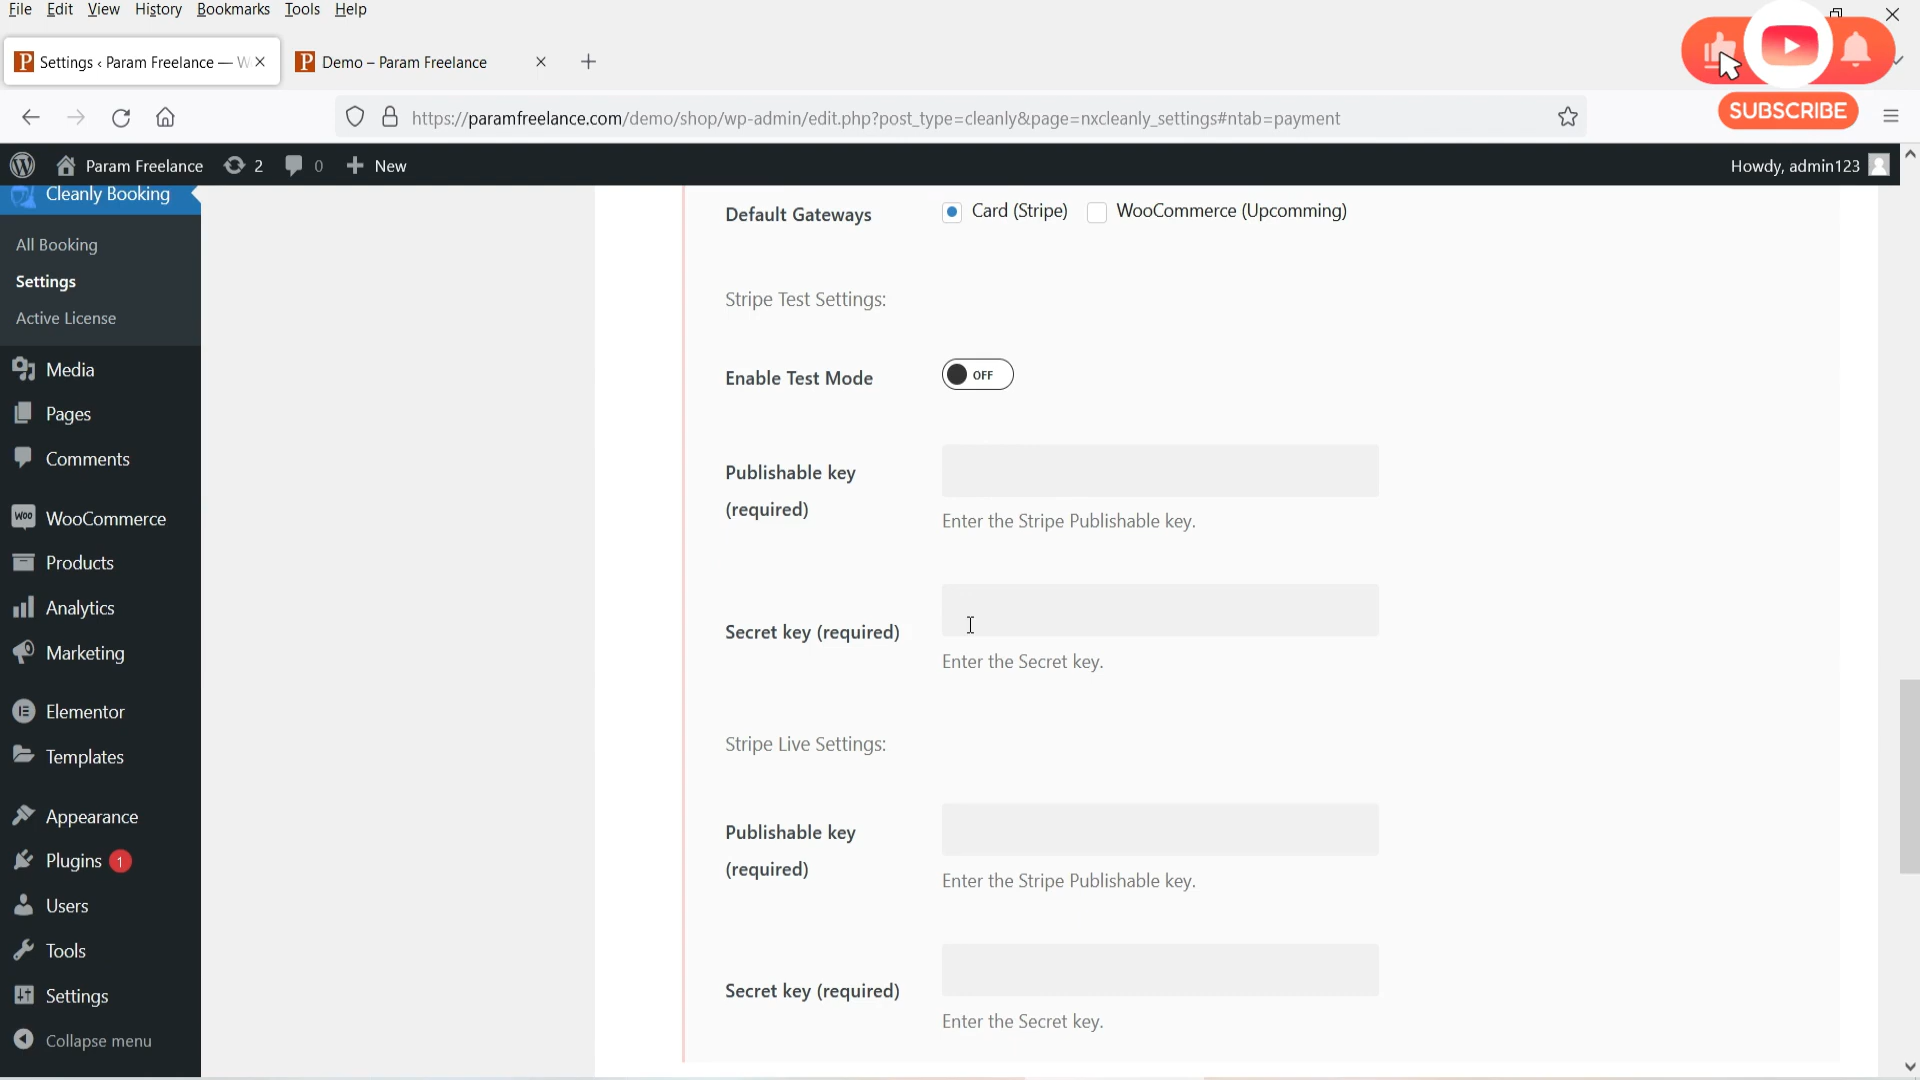 File Edit View History Bookmarks Tools Help
Settings ‹ Param Freelance — W
Demo – Param Freelance
SUBSCRIBE
https://paramfreelance.com/demo/shop/wp-admin/edit.php?post_type=cleanly&page=nxcleanly_settings#ntab=payment
Param Freelance 2 0 New
Howdy, admin123
Cleanly Booking
All Booking
Settings
Active License
Media
Pages
Comments
Woo WooCommerce
Products
Analytics
Marketing
Elementor
Templates
Appearance
Plugins 1
Users
Tools
Settings
Collapse menu
Default Gateways Card (Stripe) WooCommerce (Upcomming)
Stripe Test Settings:
Enable Test Mode OFF
Publishable key
(required)
Enter the Stripe Publishable key.
Secret key (required)
Enter the Secret key.
Stripe Live Settings:
Publishable key
(required)
Enter the Stripe Publishable key.
Secret key (required)
Enter the Secret key.